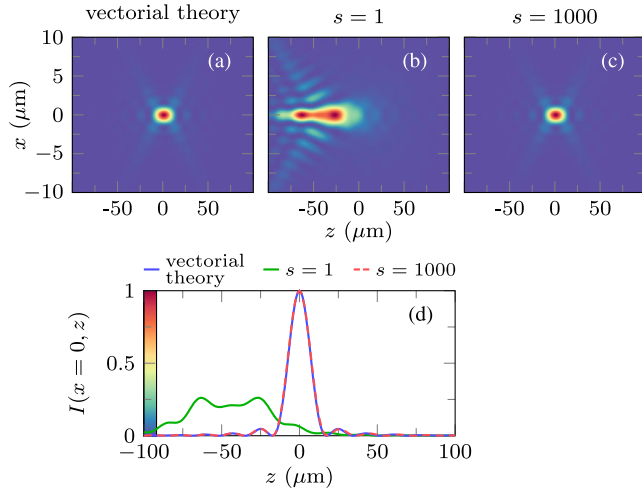 vectorial theory s = 1 s = 1000
10 (a) (b) (c)
5
x (μm) 0
−5
−10
-50 0 50 -50 0 50 -50 0 50
z (μm)
vectorial theory s = 1 s = 1000
1 (d)
I(x = 0, z) 0.5
0
−100 −50 0 50 100
z (μm)